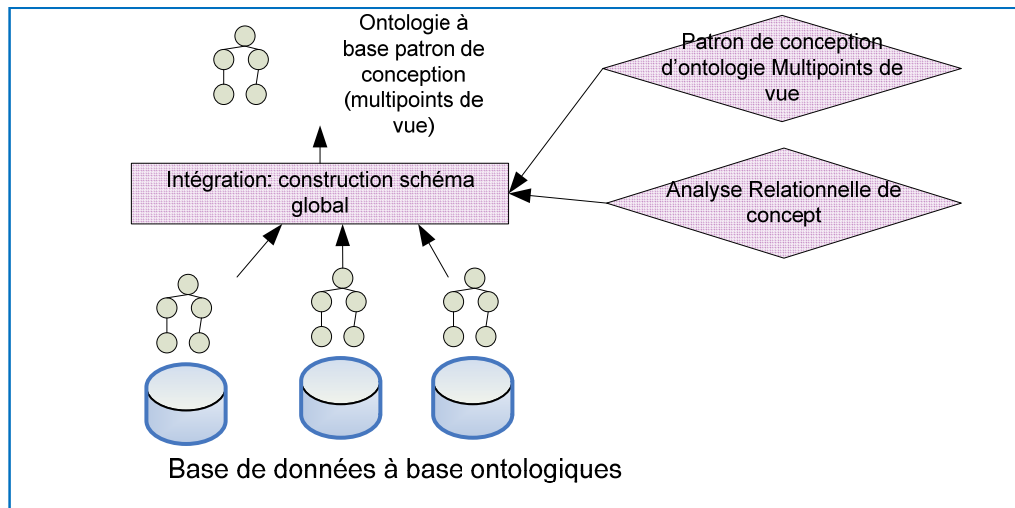 Ontologie à
base patron de
conception
(multipoints de
vue)
Patron de conception
d'ontologie Multipoints de
vue
Intégration: construction schéma
global
Analyse Relationnelle de
concept
Base de données à base ontologiques